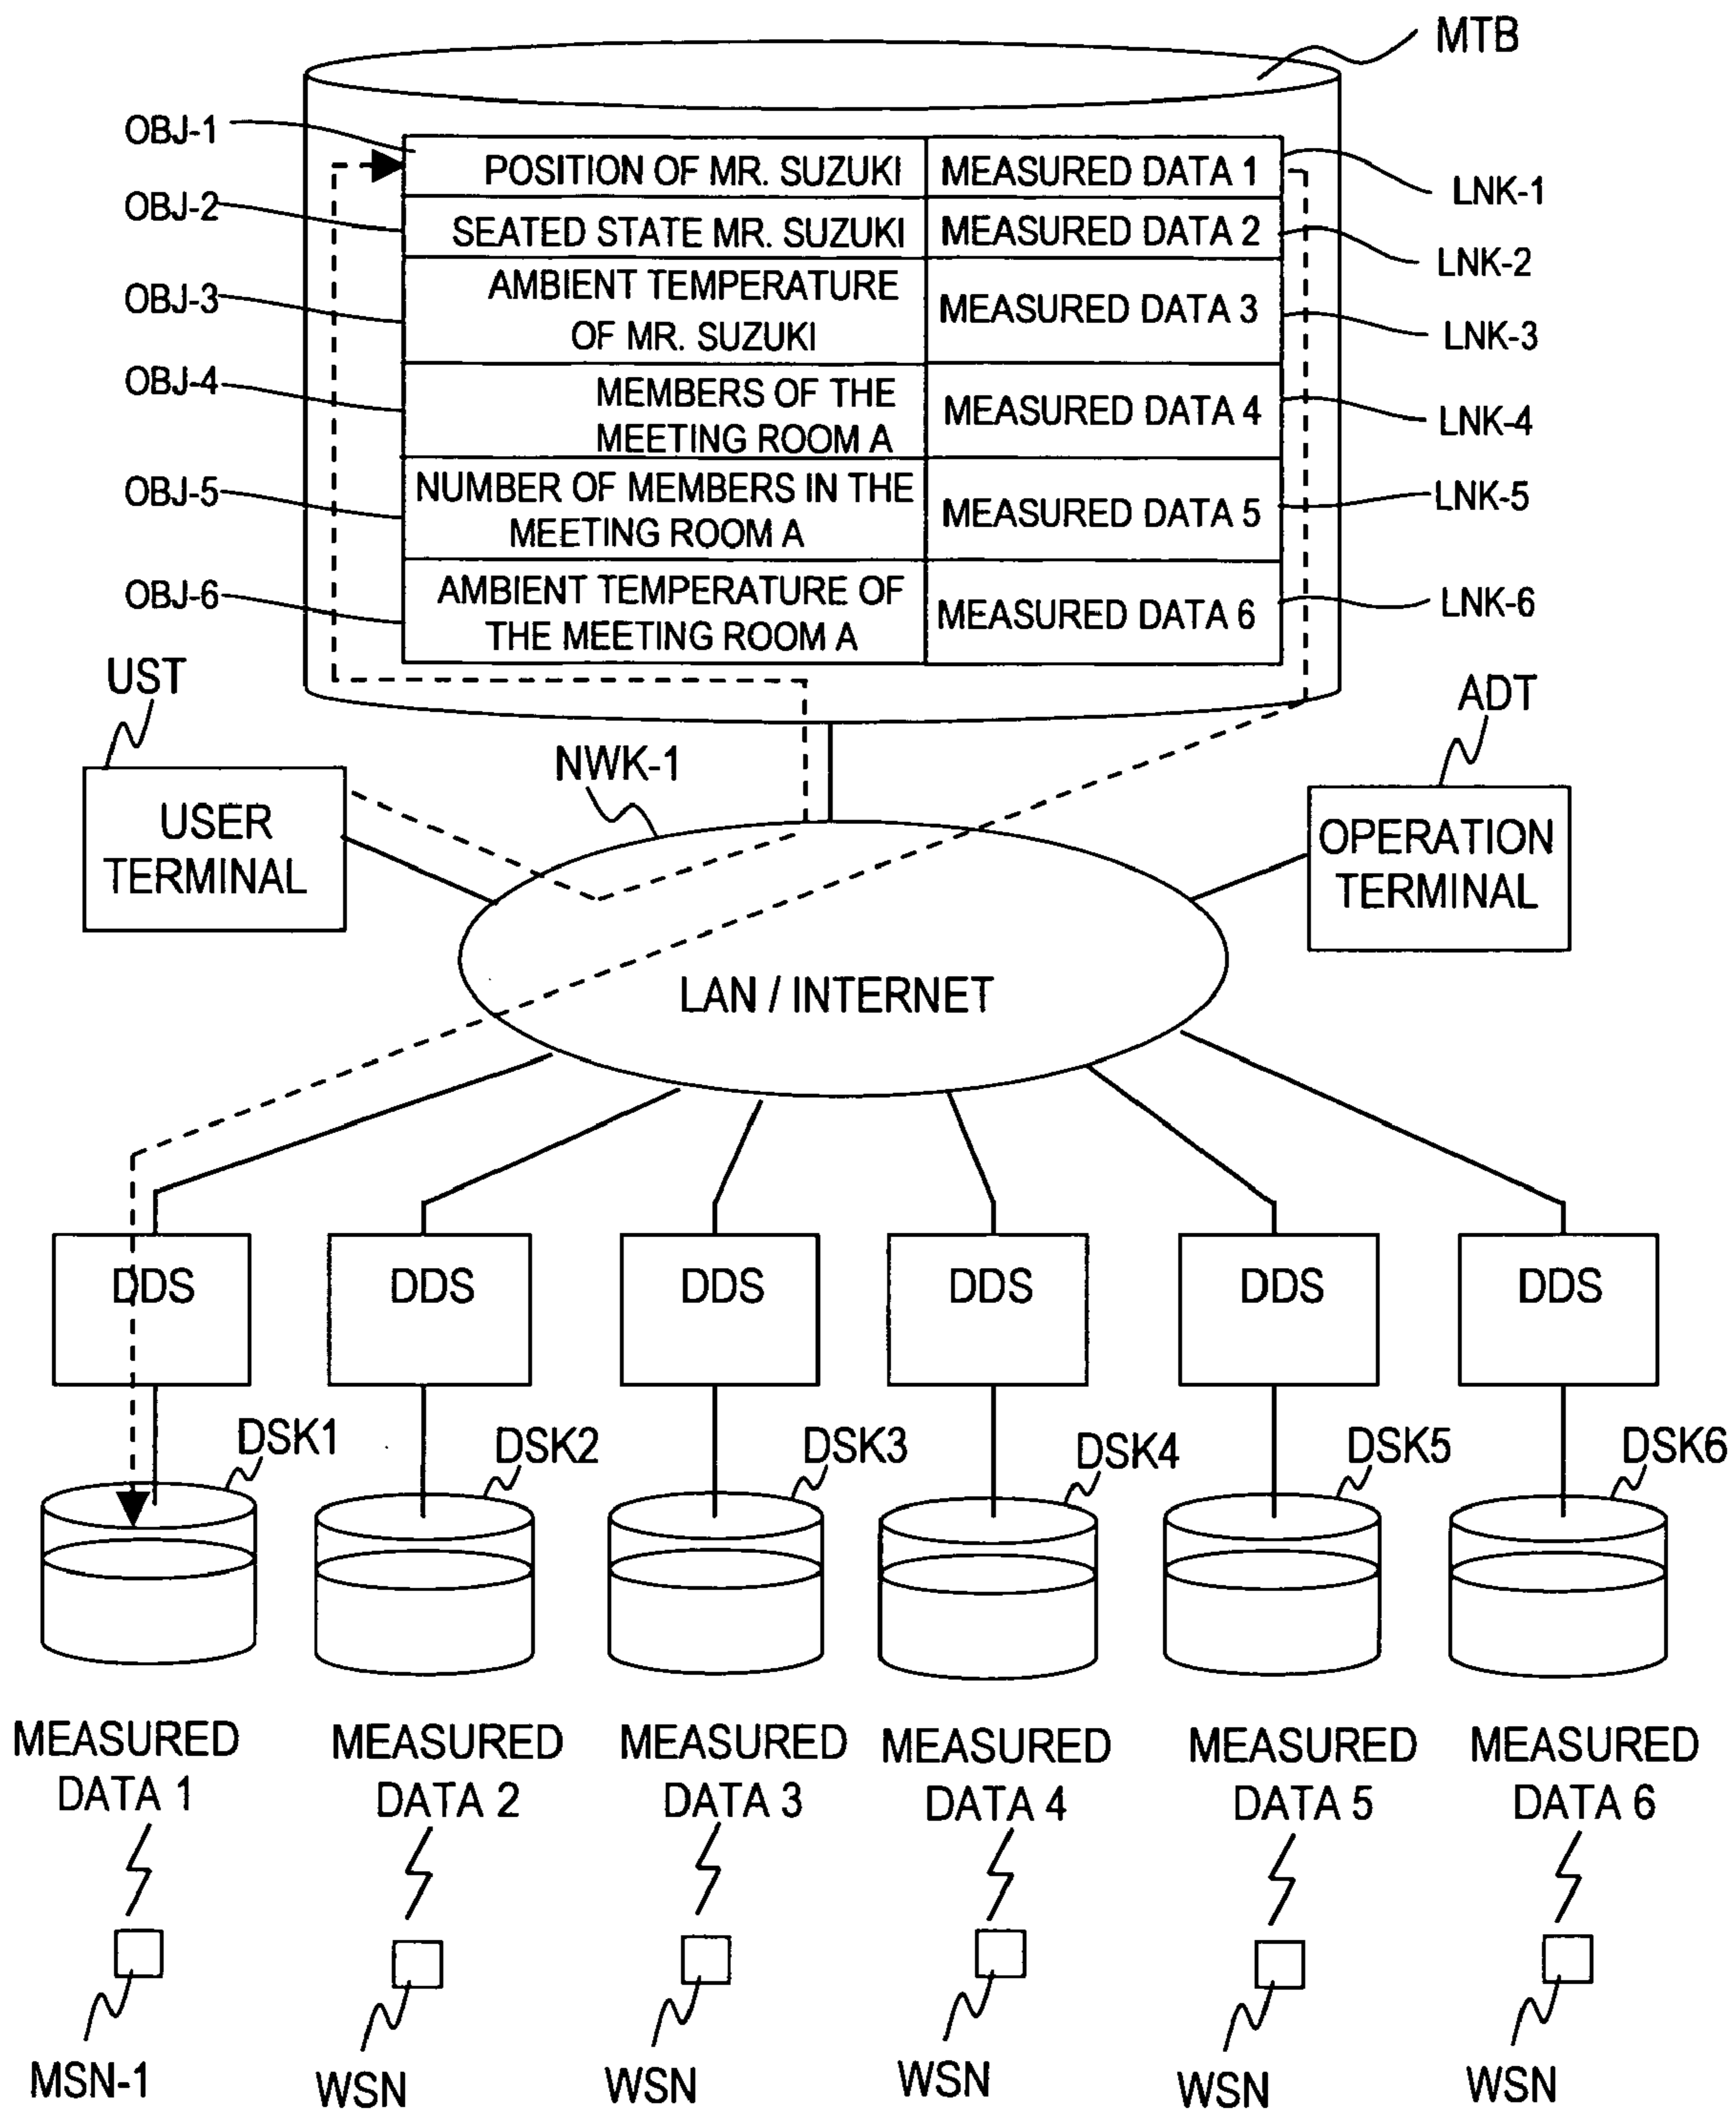 MTB
OBJ-1
POSITION OF MR. SUZUKI
MEASURED DATA 1
LNK-1
OBJ-2
SEATED STATE MR. SUZUKI
MEASURED DATA 2
LNK-2
OBJ-3
AMBIENT TEMPERATURE
OF MR. SUZUKI
MEASURED DATA 3
LNK-3
OBJ-4
MEMBERS OF THE
MEETING ROOM A
MEASURED DATA 4
LNK-4
OBJ-5
NUMBER OF MEMBERS IN THE
MEETING ROOM A
MEASURED DATA 5
LNK-5
OBJ-6
AMBIENT TEMPERATURE OF
THE MEETING ROOM A
MEASURED DATA 6
LNK-6
UST
USER
TERMINAL
NWK-1
ADT
OPERATION
TERMINAL
LAN / INTERNET
DDS
DDS
DDS
DDS
DDS
DDS
DSK1
DSK2
DSK3
DSK4
DSK5
DSK6
MEASURED
DATA 1
MEASURED
DATA 2
MEASURED
DATA 3
MEASURED
DATA 4
MEASURED
DATA 5
MEASURED
DATA 6
MSN-1
WSN
WSN
WSN
WSN
WSN